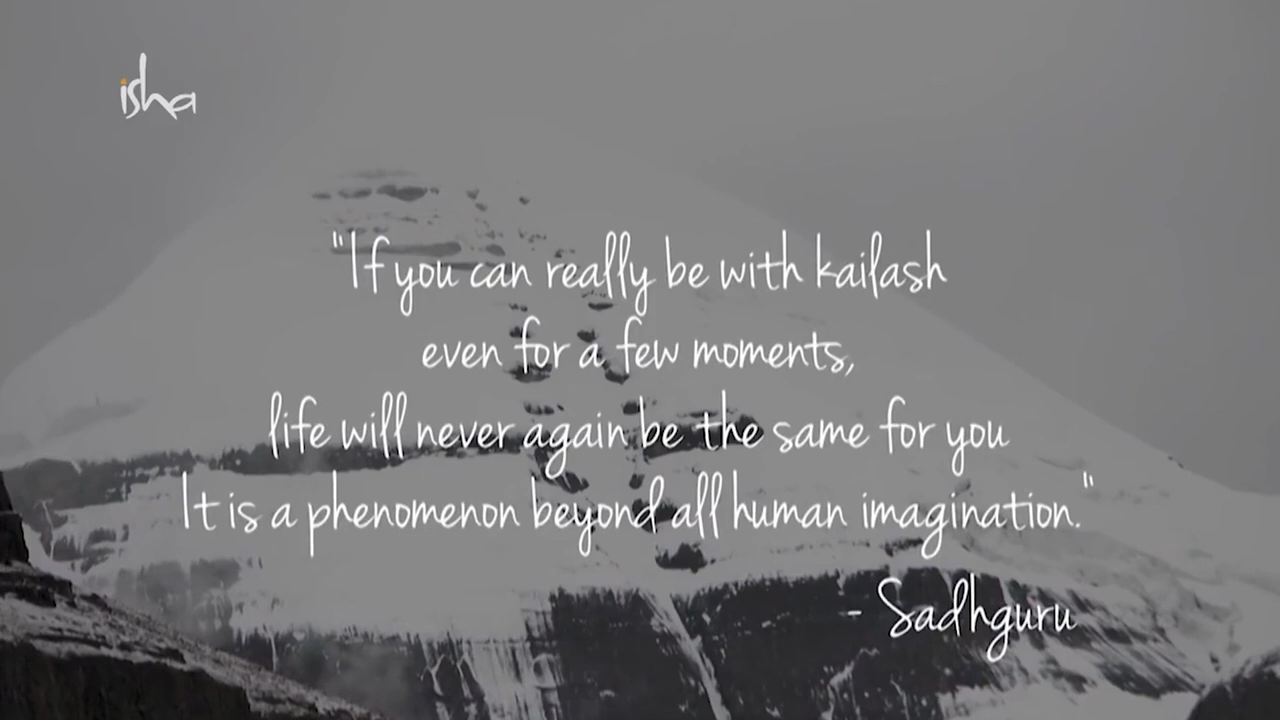 isha
"If you can really be with kailash
even for a few moments,
life will never again be the same for you
It is a phenomenon beyond all human imagination."
- Sadhguru